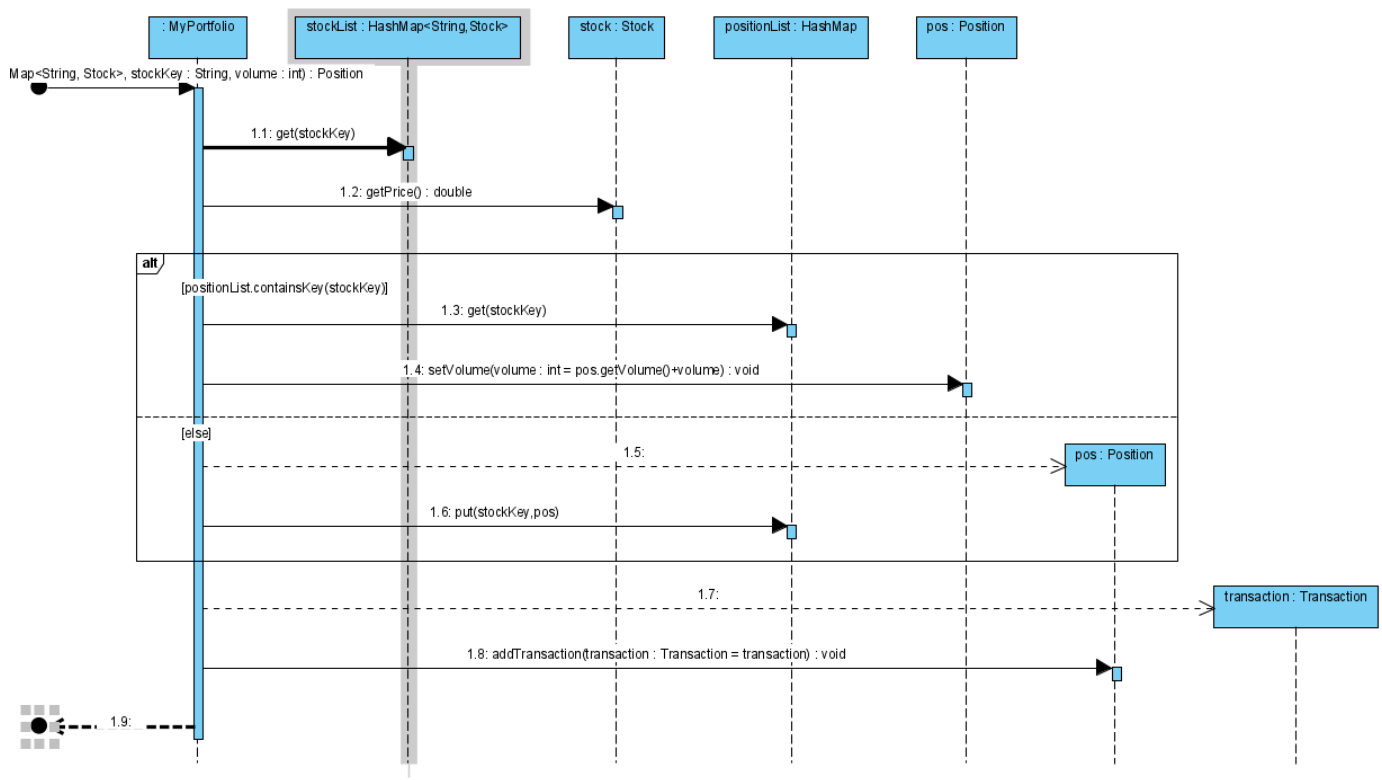 : MyPortfolio
stockList : HashMap<String,Stock>
stock : Stock
positionList : HashMap
pos : Position
Map<String, Stock>, stockKey : String, volume : int) : Position
1.1: get(stockKey)
1.2: getPrice() : double
alt
[positionList.containsKey(stockKey)]
1.3: get(stockKey)
1.4: setVolume(volume : int = pos.getVolume()+volume) : void
[else]
1.5:
pos : Position
1.6: put(stockKey,pos)
1.7:
transaction : Transaction
1.8: addTransaction(transaction : Transaction = transaction) : void
1.9: